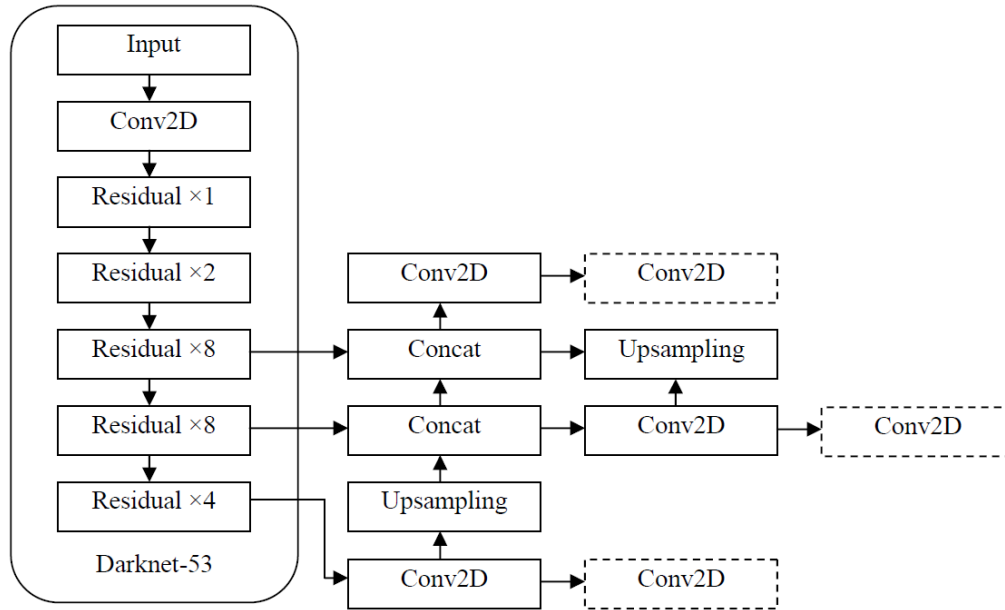 Input
Conv2D
Residual ×1
Residual ×2
Conv2D
Conv2D
Residual ×8
Concat
Upsampling
Residual ×8
Concat
Conv2D
Conv2D
Residual ×4
Upsampling
Darknet-53
Conv2D
Conv2D